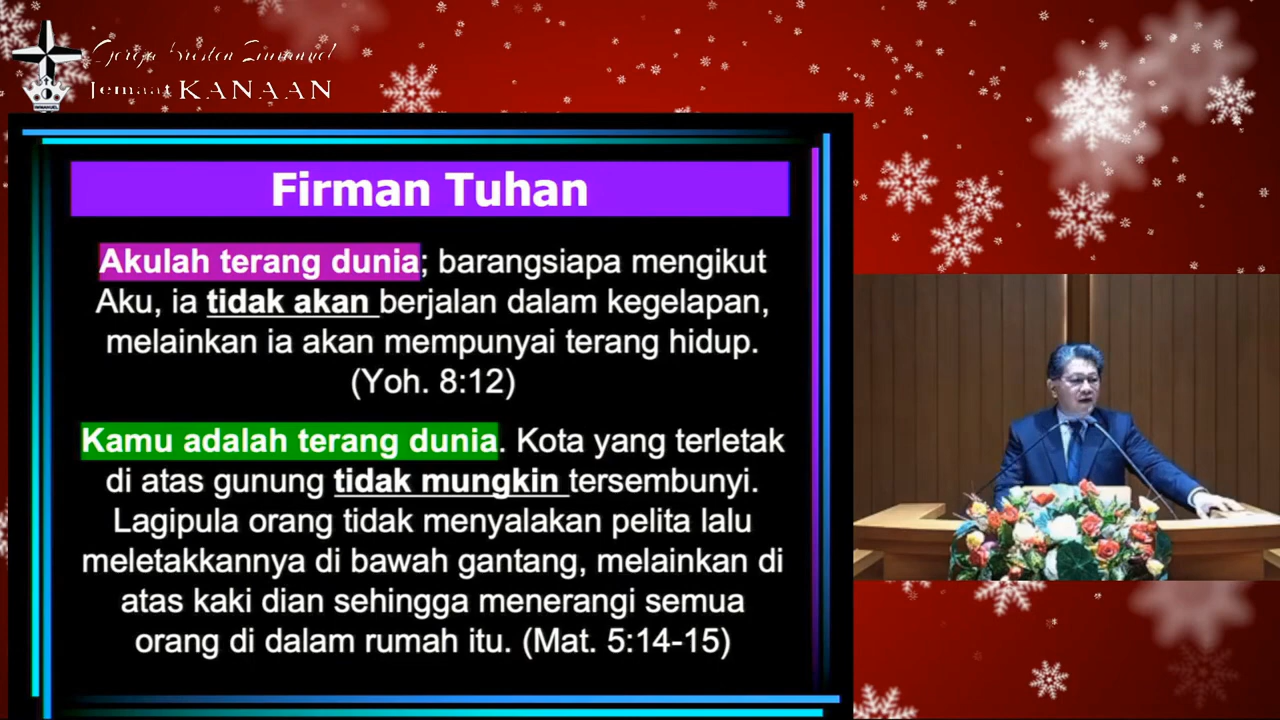 Gereja Kristen Immanuel
Jemaat KANAAN
Firman Tuhan
Akulah terang dunia; barangsiapa mengikut
Aku, ia tidak akan berjalan dalam kegelapan,
melainkan ia akan mempunyai terang hidup.
(Yoh. 8:12)
Kamu adalah terang dunia. Kota yang terletak
di atas gunung tidak mungkin tersembunyi.
Lagipula orang tidak menyalakan pelita lalu
meletakkannya di bawah gantang, melainkan di
atas kaki dian sehingga menerangi semua
orang di dalam rumah itu. (Mat. 5:14-15)